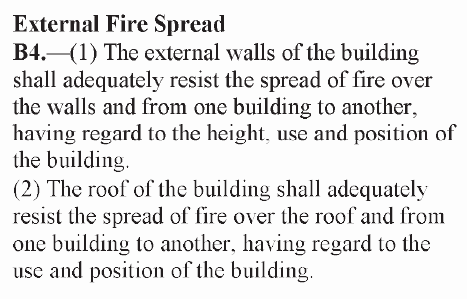 External Fire Spread
B4.—(1) The external walls of the building
shall adequately resist the spread of fire over
the walls and from one building to another,
having regard to the height, use and position of
the building.
(2) The roof of the building shall adequately
resist the spread of fire over the roof and from
one building to another, having regard to the
use and position of the building.